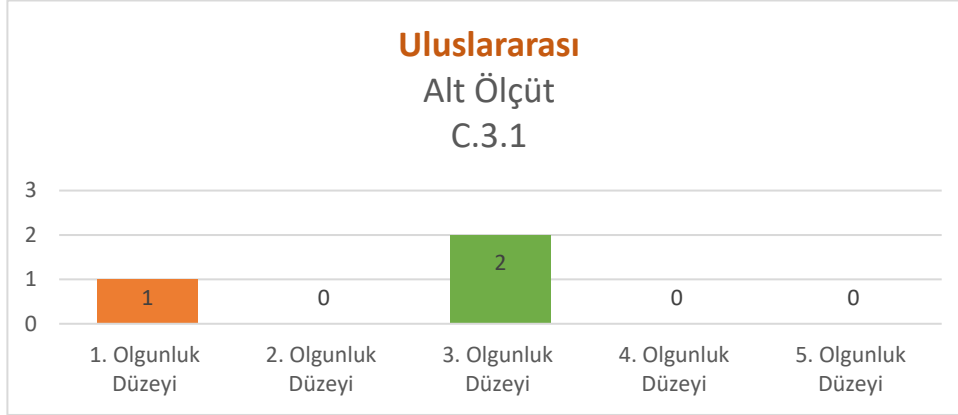 Uluslararası
Alt Ölçüt
C.3.1
3
2
1
0
1
0
2
0
0
1. Olgunluk
Düzeyi
2. Olgunluk
Düzeyi
3. Olgunluk
Düzeyi
4. Olgunluk
Düzeyi
5. Olgunluk
Düzeyi